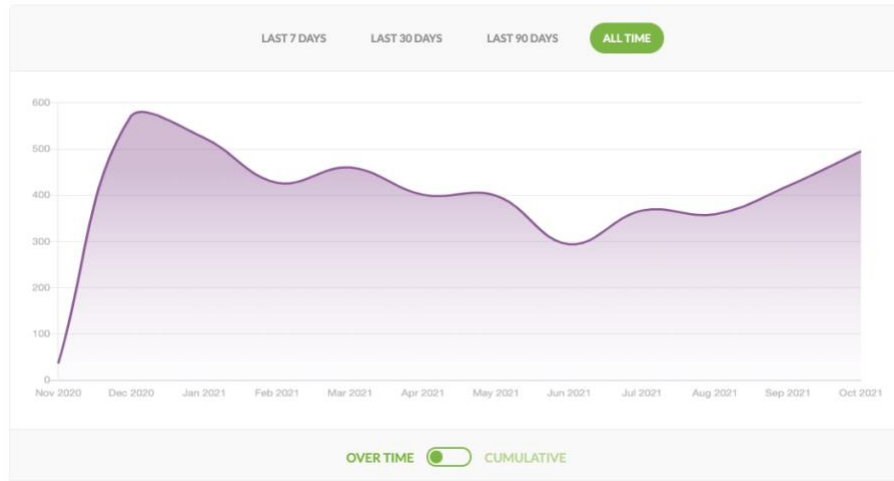 LAST 7 DAYS LAST 30 DAYS LAST 90 DAYS ALL TIME
600
500
400
300
200
100
0
Nov 2020 Dec 2020 Jan 2021 Feb 2021 Mar 2021 Apr 2021 May 2021 Jun 2021 Jul 2021 Aug 2021 Sep 2021 Oct 2021
OVER TIME CUMULATIVE